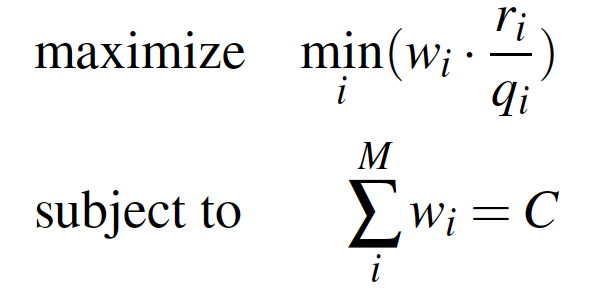 maximize min_i (w_i · r_i / q_i)
subject to ∑_i^M w_i = C